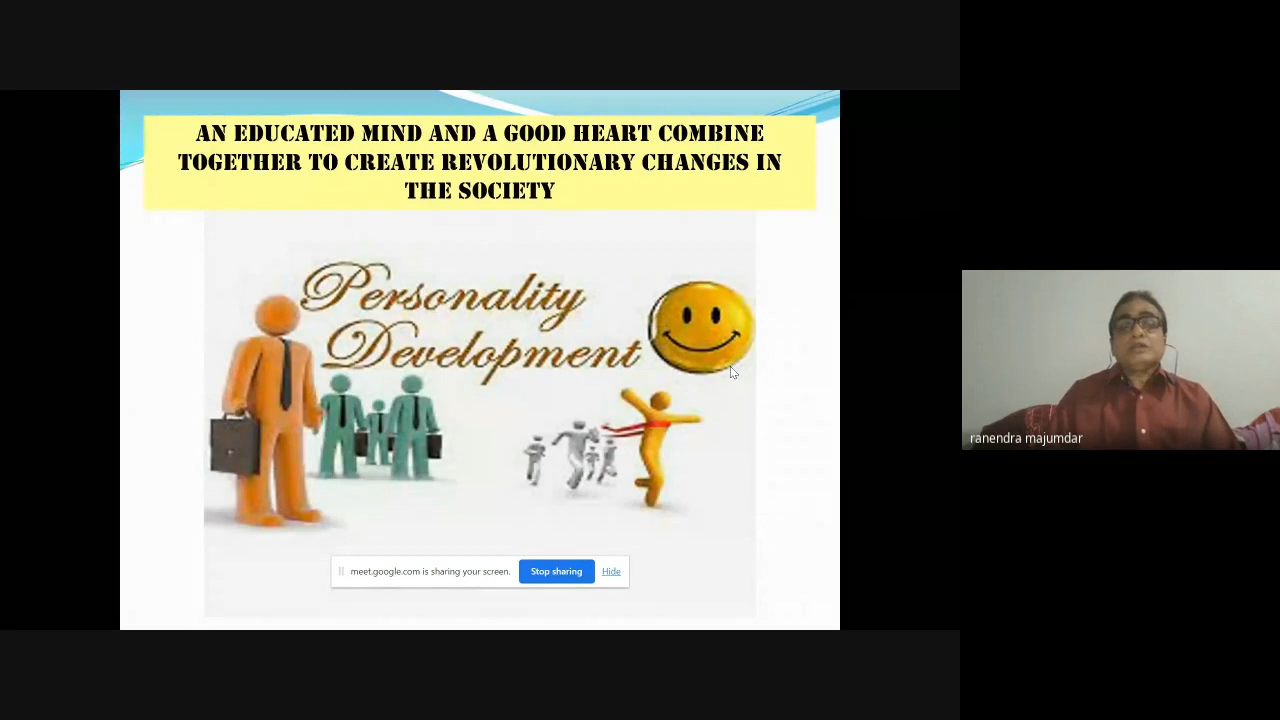 AN EDUCATED MIND AND A GOOD HEART COMBINE
TOGETHER TO CREATE REVOLUTIONARY CHANGES IN
THE SOCIETY
Personality
Development
meet.google.com is sharing your screen. Stop sharing Hide
ranendra majumdar